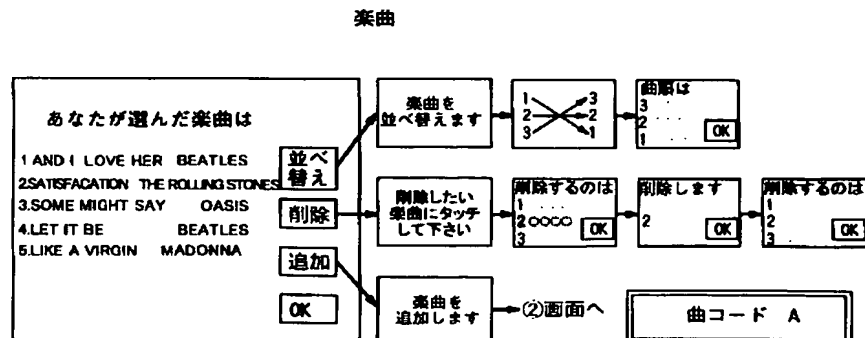 楽曲
あなたが選んだ楽曲は
1 AND I LOVE HER BEATLES
2.SATISFACATION THE ROLLING STONES
3.SOME MIGHT SAY OASIS
4.LET IT BE BEATLES
5.LIKE A VIRGIN MADONNA
並べ
替え
削除
追加
OK
楽曲を
並べ替えます
1 3
2 2
3 1
曲順は
3 . . .
2 . . .
1
OK
削除したい
楽曲にタッチ
して下さい
削除するのは
1 . . .
2 ○○○○
3
OK
削除します
2
OK
削除するのは
1
2 . .
3 . .
OK
楽曲を
追加します
②画面へ
曲コード A